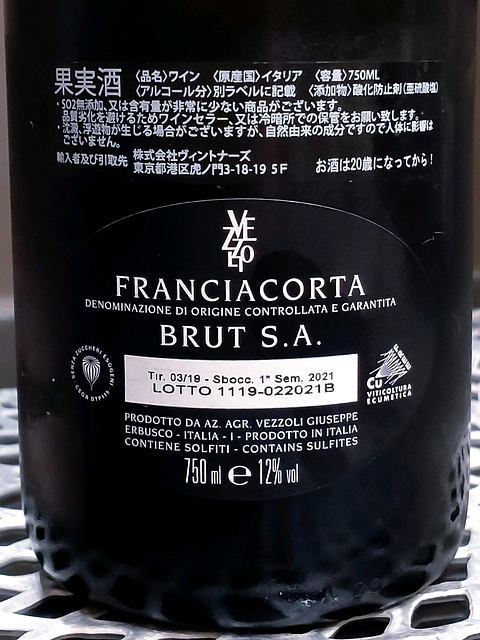 果実酒 〈品名〉ワイン 〈原産国〉イタリア 〈容量〉750ML
〈アルコール分〉別ラベルに記載 〈添加物〉酸化防止剤(亜硫酸塩)
・SO2無添加、又は含有量が非常に少ない商品がございます。
品質劣化を避けるためワインセラー、又は冷暗所での保管をお願い致します。
・沈澱、浮遊物が生じる場合がございますが、自然由来の成分ですので人体に影響は
ございません。
輸入者及び引取先 株式会社ヴィントナーズ
東京都港区虎ノ門3-18-19 5F お酒は20歳になってから!
VEZZOLI
FRANCIACORTA
DENOMINAZIONE DI ORIGINE CONTROLLATA E GARANTITA
BRUT S.A.
SENZA ZUCCHERI ESOGENI
Tir. 03/19 - Sbocc. 1° Sem. 2021
LOTTO 1119-022021B
Cu
VITICOLTURA
ECUMETICA
PRODOTTO DA AZ. AGR. VEZZOLI GIUSEPPE
ERBUSCO - ITALIA - I - PRODOTTO IN ITALIA
CONTIENE SOLFITI - CONTAINS SULFITES
750 ml e 12% vol